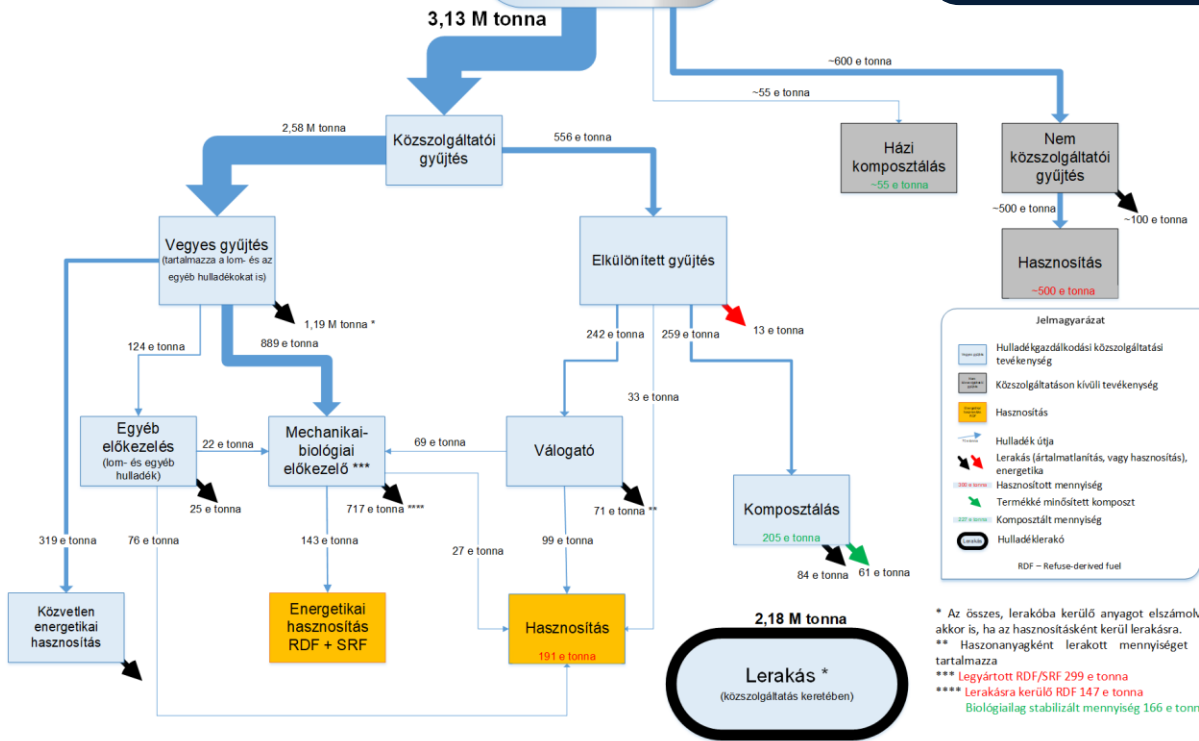 3,13 M tonna
~600 e tonna
~55 e tonna
2,58 M tonna
Közszolgáltatói
gyűjtés
556 e tonna
Házi
komposztálás
~55 e tonna
Nem
közszolgáltatói
gyűjtés
~500 e tonna
~100 e tonna
Vegyes gyűjtés
(tartalmazza a lom- és az
egyéb hulladékokat is)
Elkülönített gyűjtés
Hasznosítás
~500 e tonna
1,19 M tonna *
13 e tonna
124 e tonna
889 e tonna
242 e tonna
259 e tonna
33 e tonna
Egyéb
előkezelés
(lom- és egyéb
hulladék)
22 e tonna
Mechanikai-
biológiai
előkezelő ***
69 e tonna
Válogató
25 e tonna
717 e tonna ****
71 e tonna **
Komposztálás
205 e tonna
319 e tonna
76 e tonna
143 e tonna
27 e tonna
99 e tonna
84 e tonna
61 e tonna
Közvetlen
energetikai
hasznosítás
Energetikai
hasznosítás
RDF + SRF
Hasznosítás
191 e tonna
2,18 M tonna
Lerakás *
(közszolgáltatás keretében)
Jelmagyarázat
Hulladékgazdálkodási közszolgáltatási
tevékenység
Közszolgáltatáson kívüli tevékenység
Hasznosítás
Hulladék útja
Lerakás (ártalmatlanítás, vagy hasznosítás),
energetika
Hasznosított mennyiség
Termékké minősített komposzt
Komposztált mennyiség
Lerakás
Hulladéklerakó
RDF – Refuse-derived fuel
* Az összes, lerakóba kerülő anyagot elszámolv
akkor is, ha az hasznosításként kerül lerakásra.
** Haszonanyagként lerakott mennyiséget
tartalmazza
*** Legyártott RDF/SRF 299 e tonna
**** Lerakásra kerülő RDF 147 e tonna
Biológiailag stabilizált mennyiség 166 e tonn